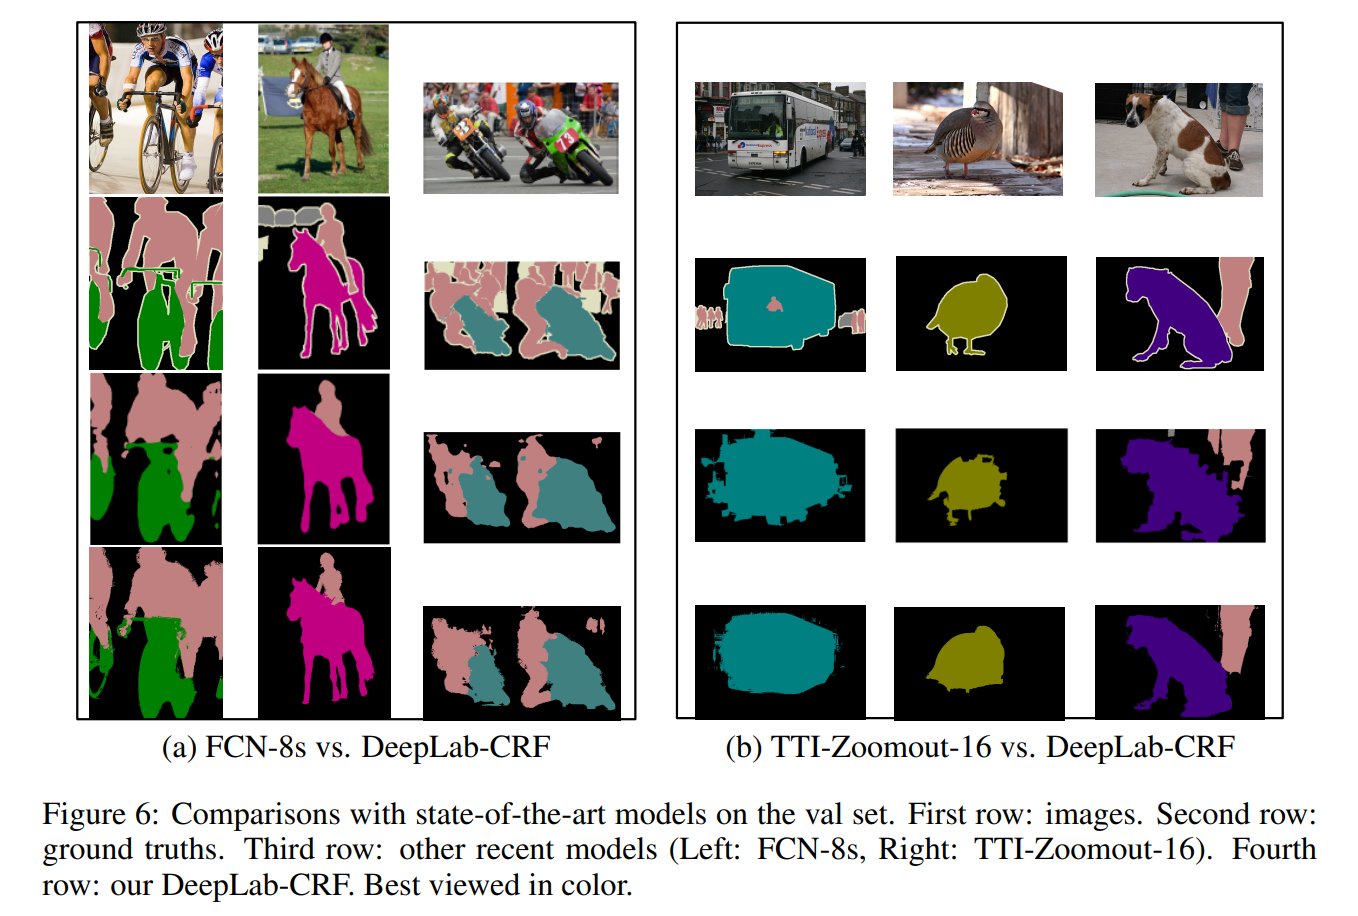 (a) FCN-8s vs. DeepLab-CRF
(b) TTI-Zoomout-16 vs. DeepLab-CRF
Figure 6: Comparisons with state-of-the-art models on the val set. First row: images. Second row:
ground truths. Third row: other recent models (Left: FCN-8s, Right: TTI-Zoomout-16). Fourth
row: our DeepLab-CRF. Best viewed in color.